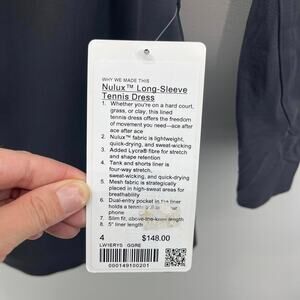 WHY WE MADE THIS
Nulux™ Long-Sleeve
Tennis Dress
1. Whether you're on a hard court,
grass, or clay, this lined
tennis dress offers the freedom
of movement you need—ace after
ace after ace
2. Nulux™ fabric is lightweight,
quick-drying, and sweat-wicking
3. Added Lycra® fibre for stretch
and shape retention
4. Tank and shorts liner is
four-way stretch,
sweat-wicking, and quick-drying
5. Mesh fabric is strategically
placed in high-sweat areas for
breathability
6. Dual-entry pocket in the liner
holds a tennis
phone
7. Slim fit, above-the-knee length
8. 5" liner length
4 $148.00
LW1ERYS GGRE
000149100201